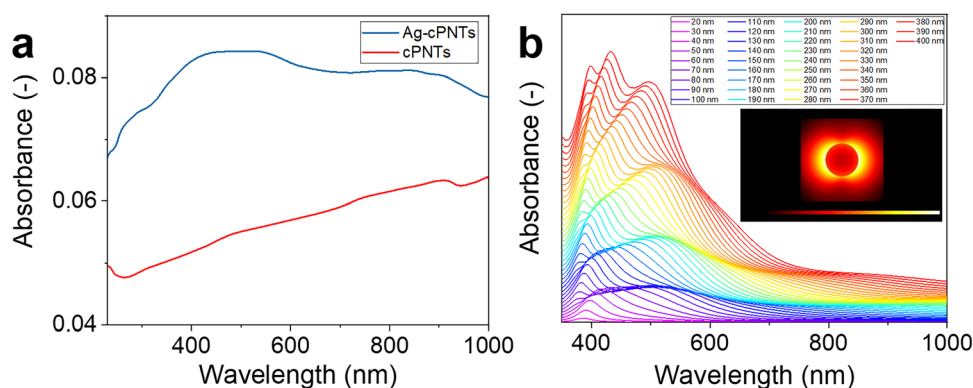 a
Ag-cPNTs
cPNTs
0.08
0.06
0.04
Absorbance (-)
400
600
800
1000
Wavelength (nm)
b
20 nm 110 nm 200 nm 290 nm 380 nm
30 nm 120 nm 210 nm 300 nm 390 nm
40 nm 130 nm 220 nm 310 nm 400 nm
50 nm 140 nm 230 nm 320 nm
60 nm 150 nm 240 nm 330 nm
70 nm 160 nm 250 nm 340 nm
80 nm 170 nm 260 nm 350 nm
90 nm 180 nm 270 nm 360 nm
100 nm 190 nm 280 nm 370 nm
Absorbance (-)
400
600
800
1000
Wavelength (nm)